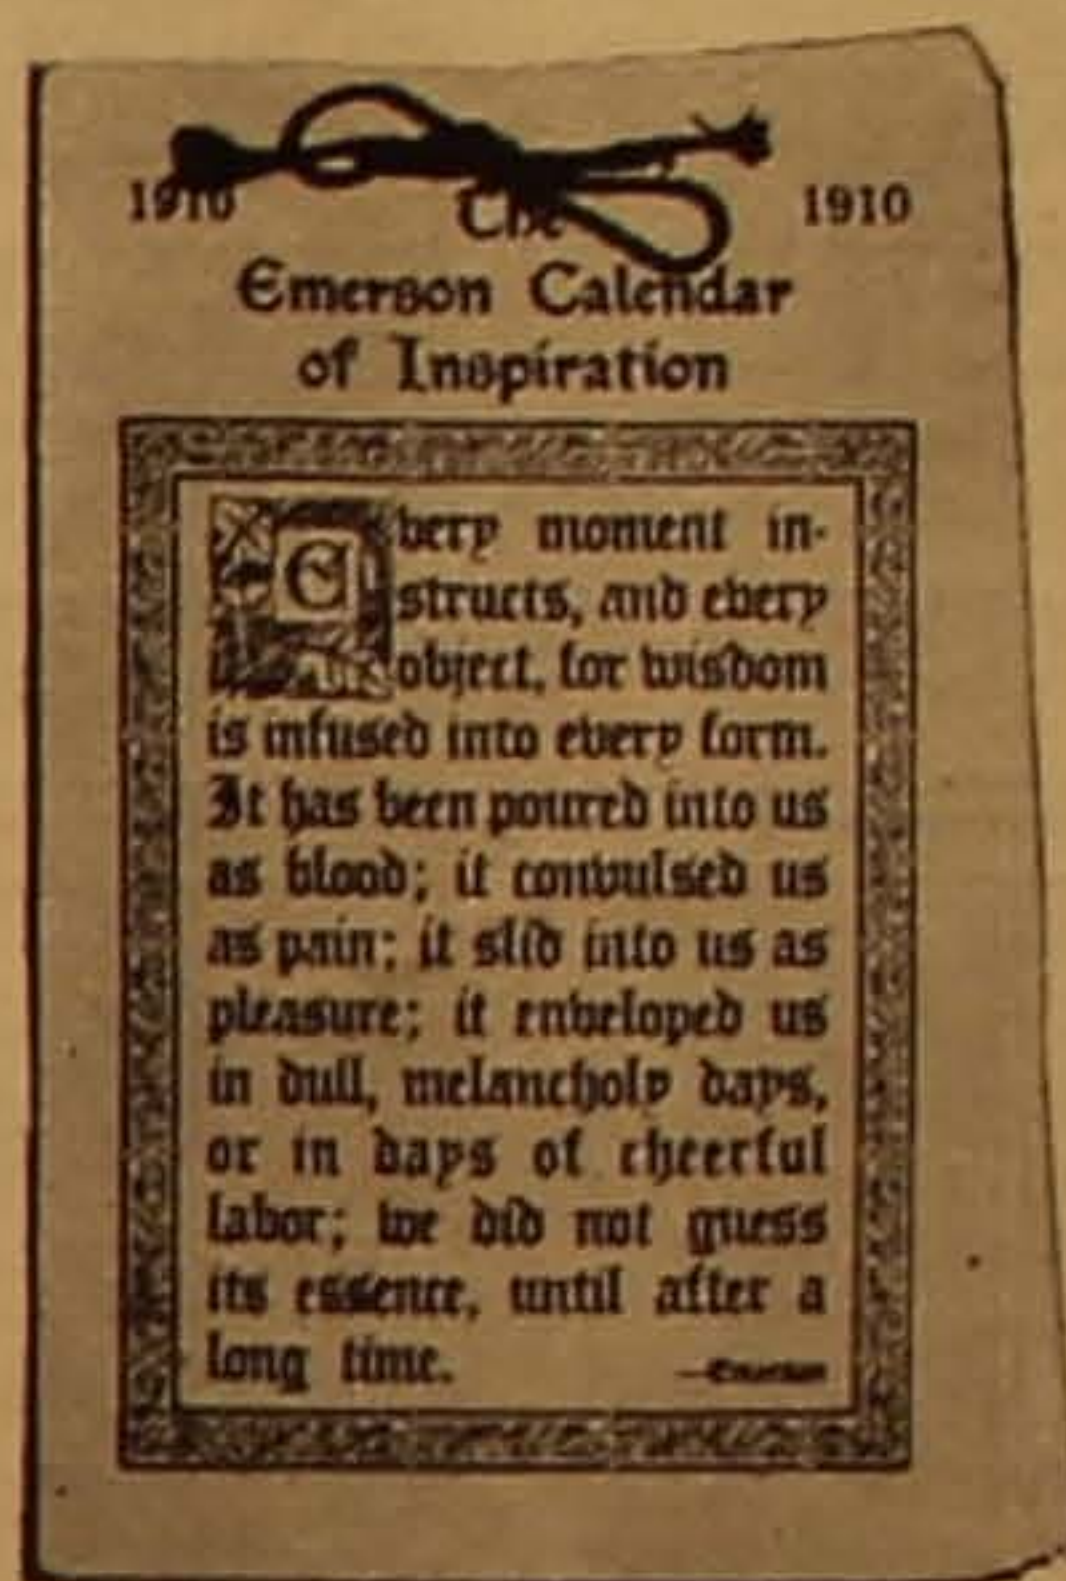 1910 The 1910
Emerson Calendar
of Inspiration
Every moment in-
structs, and every
object, for wisdom
is infused into every form.
It has been poured into us
as blood; it convulsed us
as pain; it slid into us as
pleasure; it enveloped us
in dull, melancholy days,
or in days of cheerful
labor; we did not guess
its essence, until after a
long time.
—Emerson